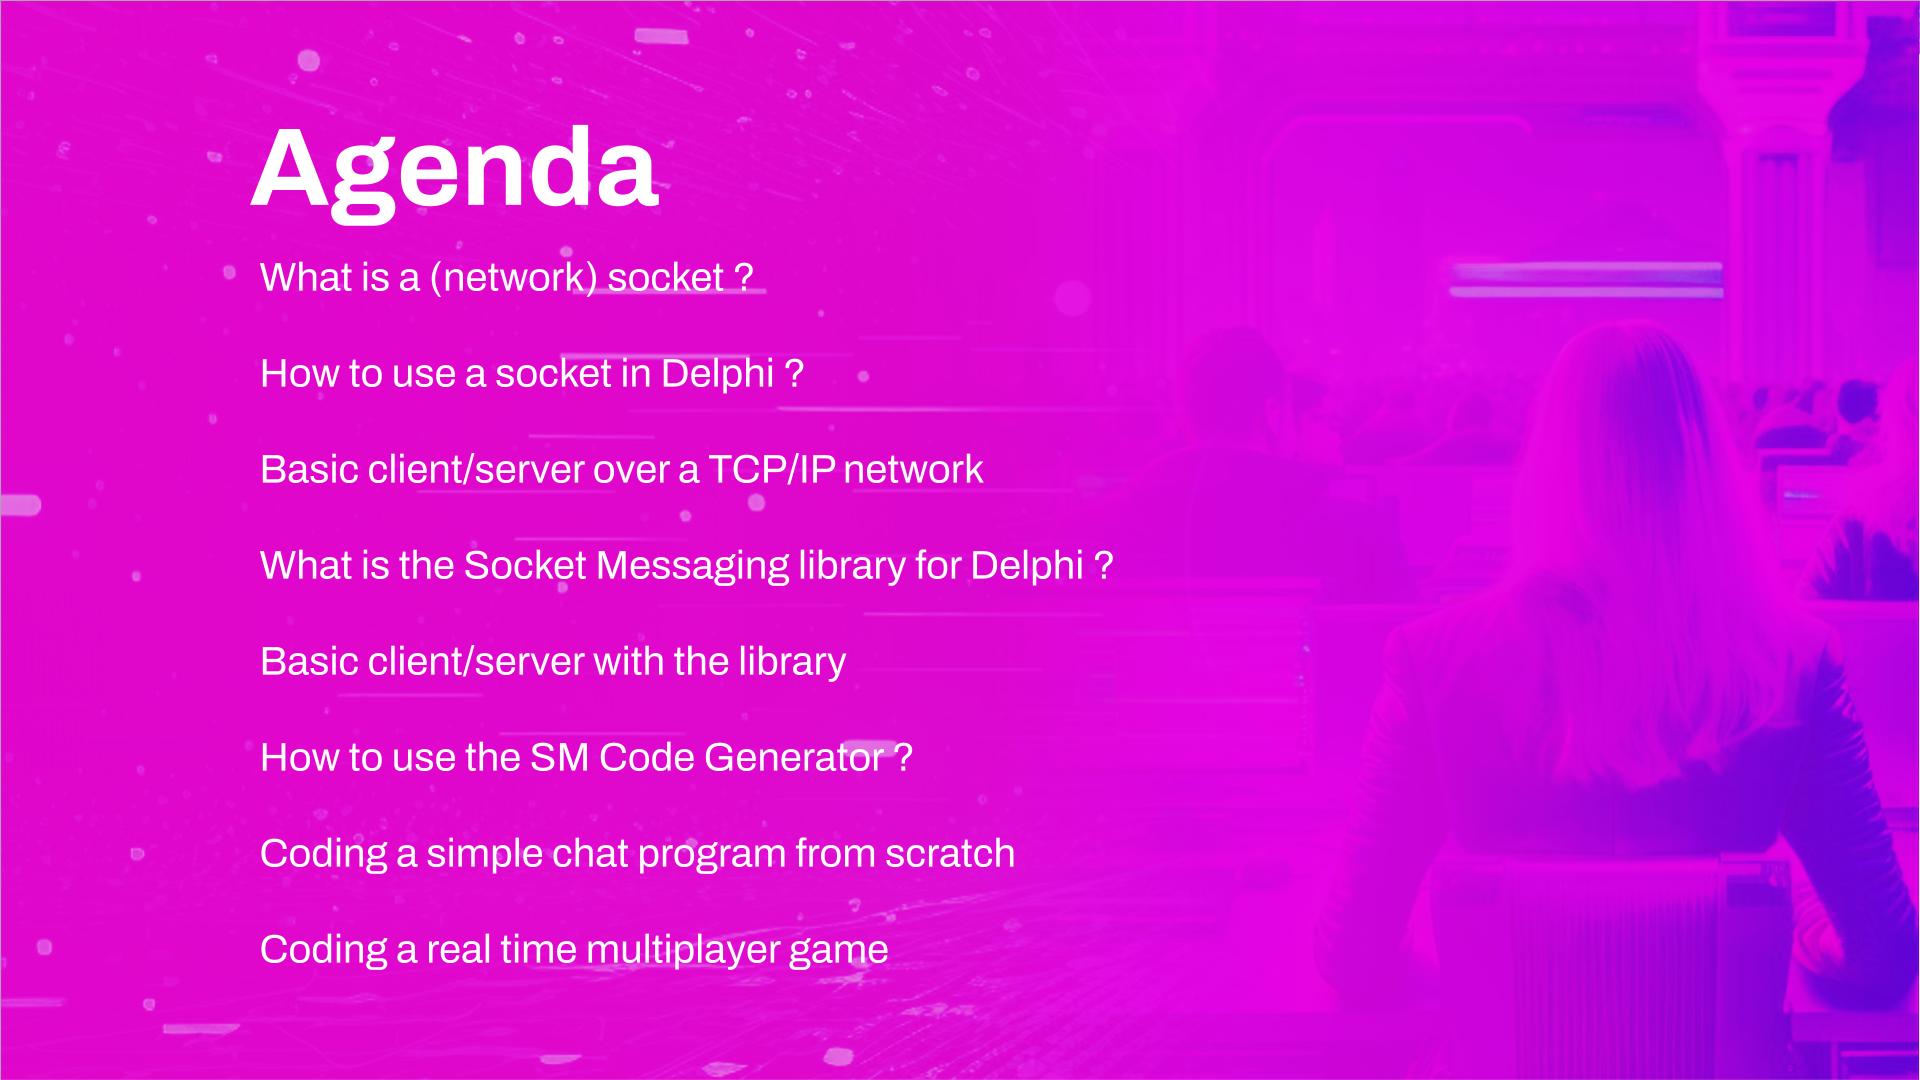 Agenda
What is a (network) socket ?
How to use a socket in Delphi ?
Basic client/server over a TCP/IP network
What is the Socket Messaging library for Delphi ?
Basic client/server with the library
How to use the SM Code Generator ?
Coding a simple chat program from scratch
Coding a real time multiplayer game